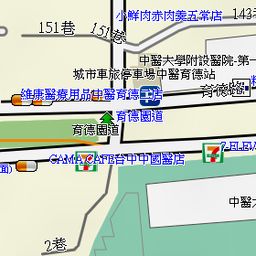 小鮮肉赤肉羹五常店
143巷
151巷
151巷
中醫大學附設醫院-第一
城市車旅停車場中醫育德站
育德路
維康醫療用品中醫育德店
育德園道
育德園道
7-ELEVEN
GAMA CAFE台中中國醫店
面)
中醫大
2巷